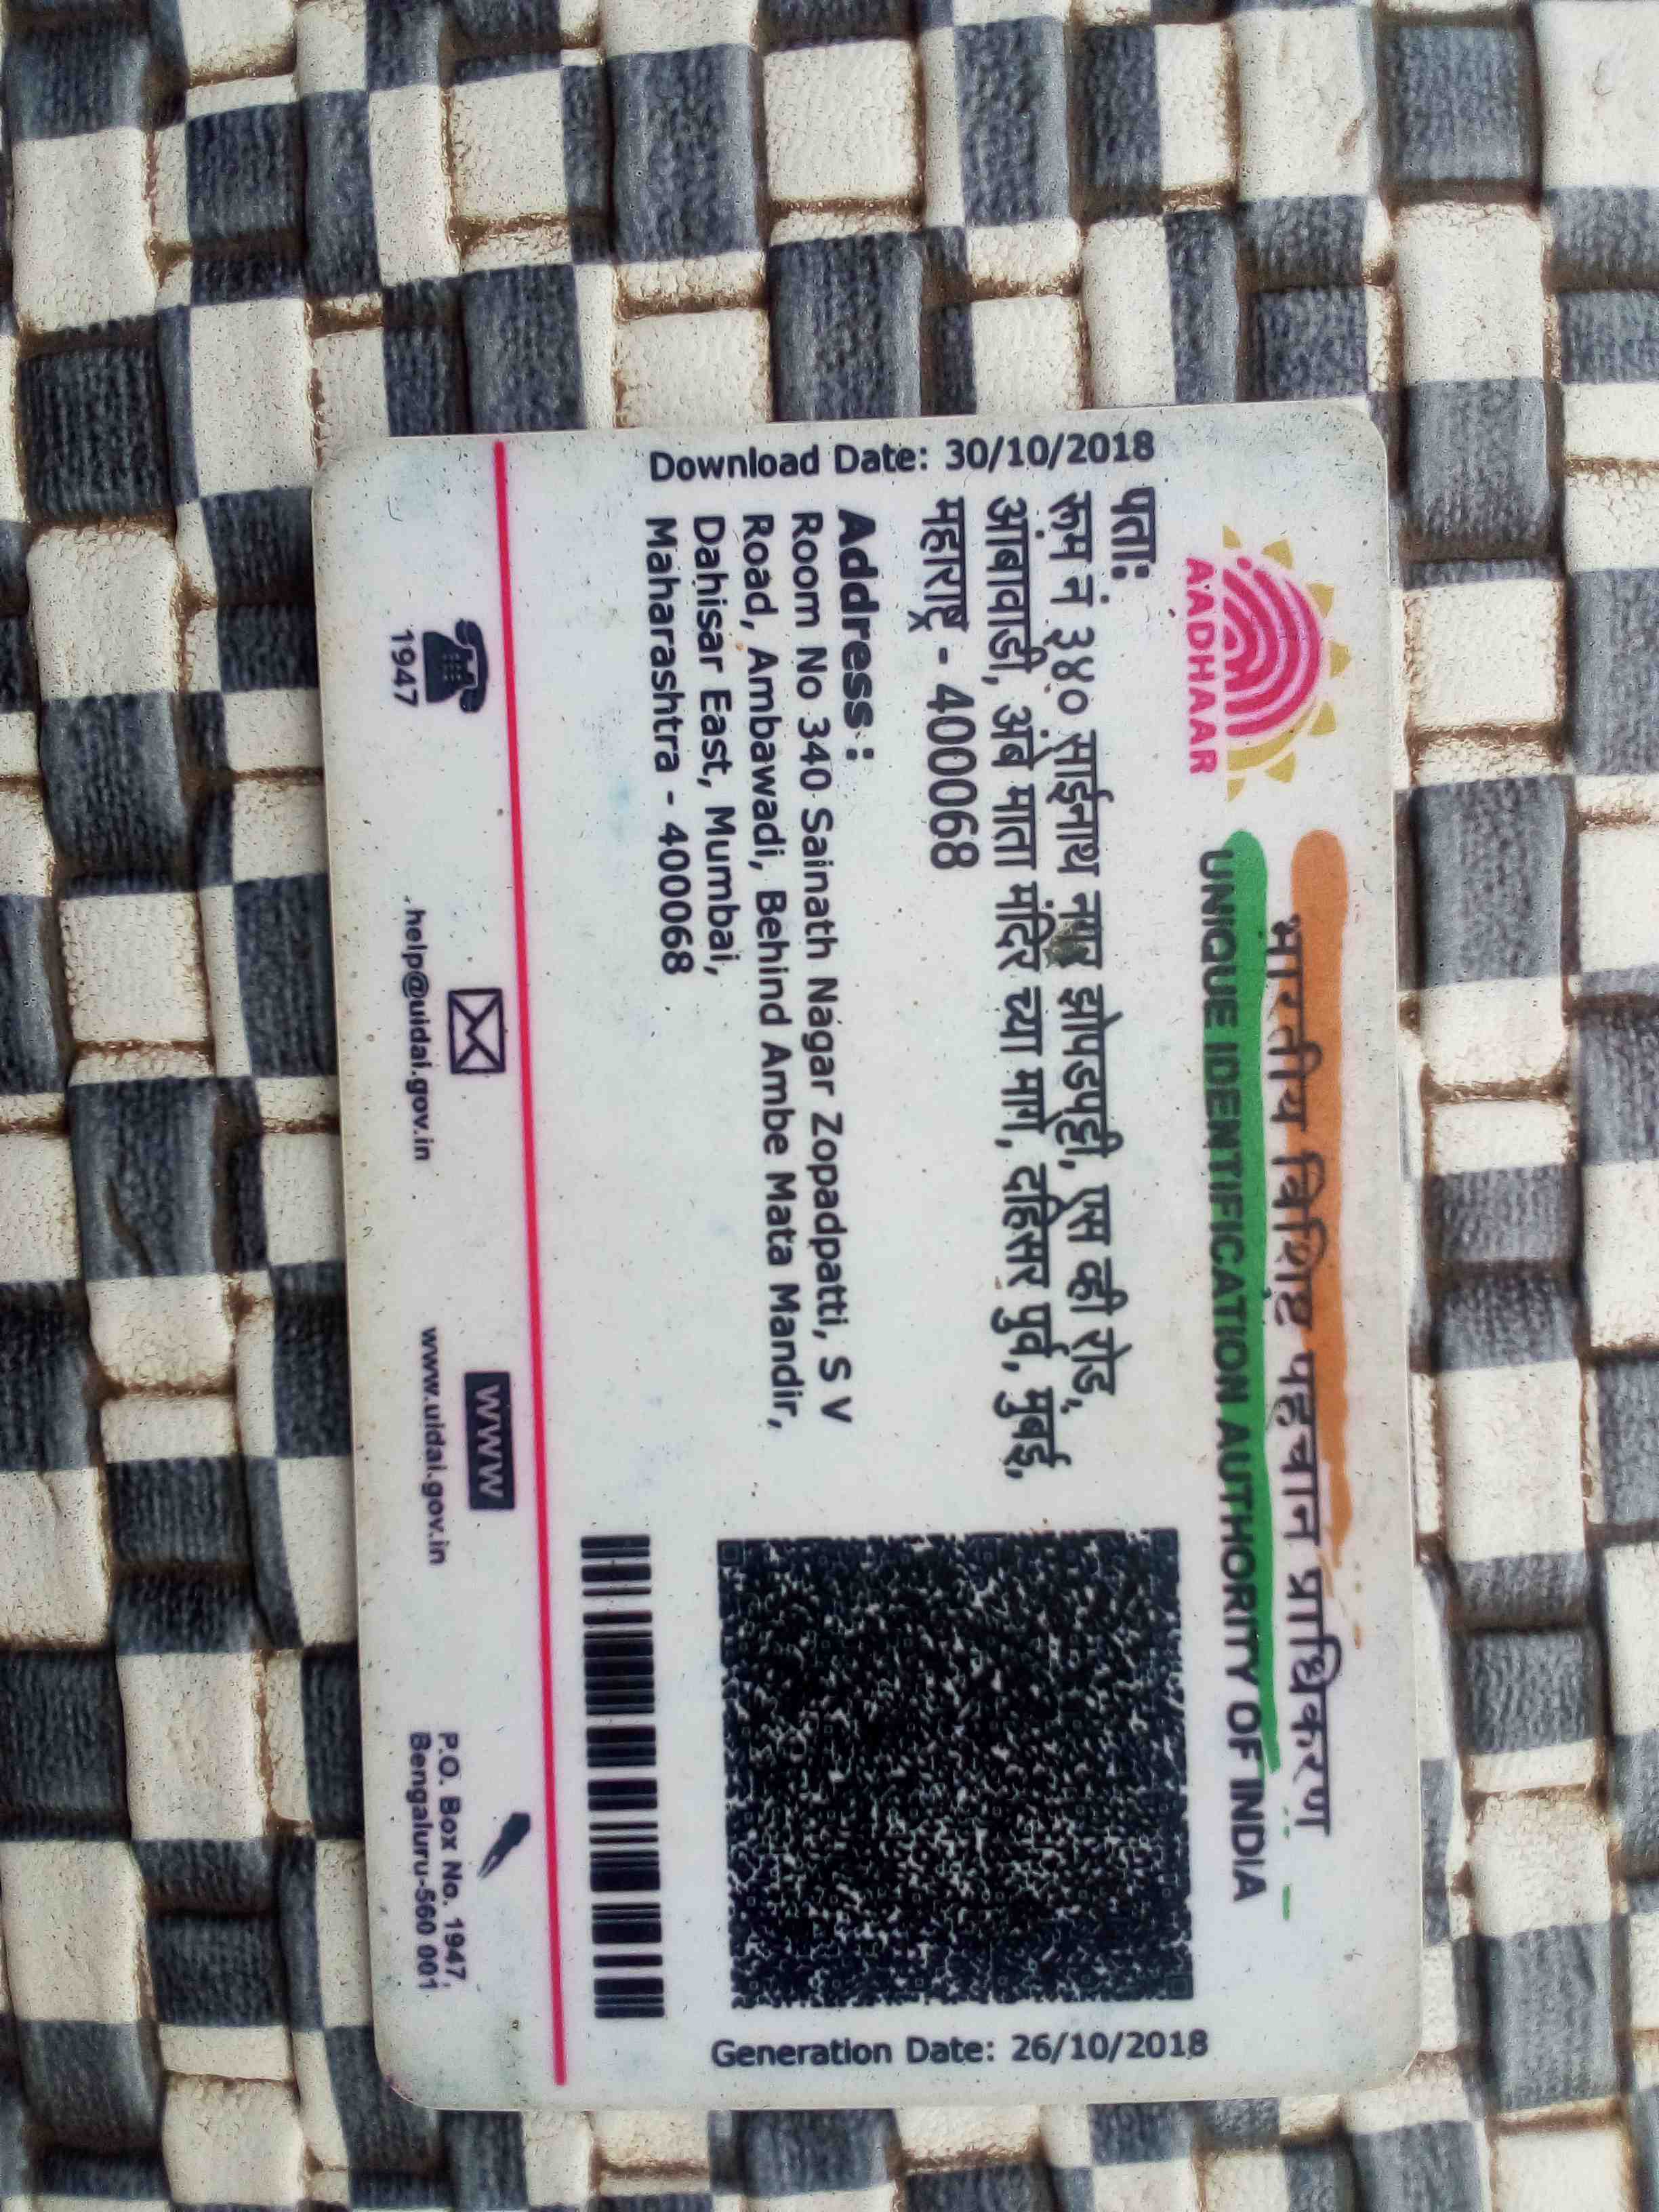 भारतीय विशिष्ट पहचान प्राधिकरण
UNIQUE IDENTIFICATION AUTHORITY OF INDIA
AADHAAR
पता:
रूम नं ३४० साईनाथ नगर झोपडपट्टी, एस व्ही रोड,
आंबावाडी, अंबे माता मंदिर च्या मागे, दहिसर पुर्व, मुंबई,
महाराष्ट्र - 400068
Address :
Room No 340 Sainath Nagar Zopadpatti, S V
Road, Ambawadi, Behind Ambe Mata Mandir,
Dahisar East, Mumbai,
Maharashtra - 400068
Download Date: 30/10/2018
Generation Date: 26/10/2018
1947
help@uidai.gov.in
www
www.uidai.gov.in
P.O. Box No. 1947,
Bengaluru-560 001